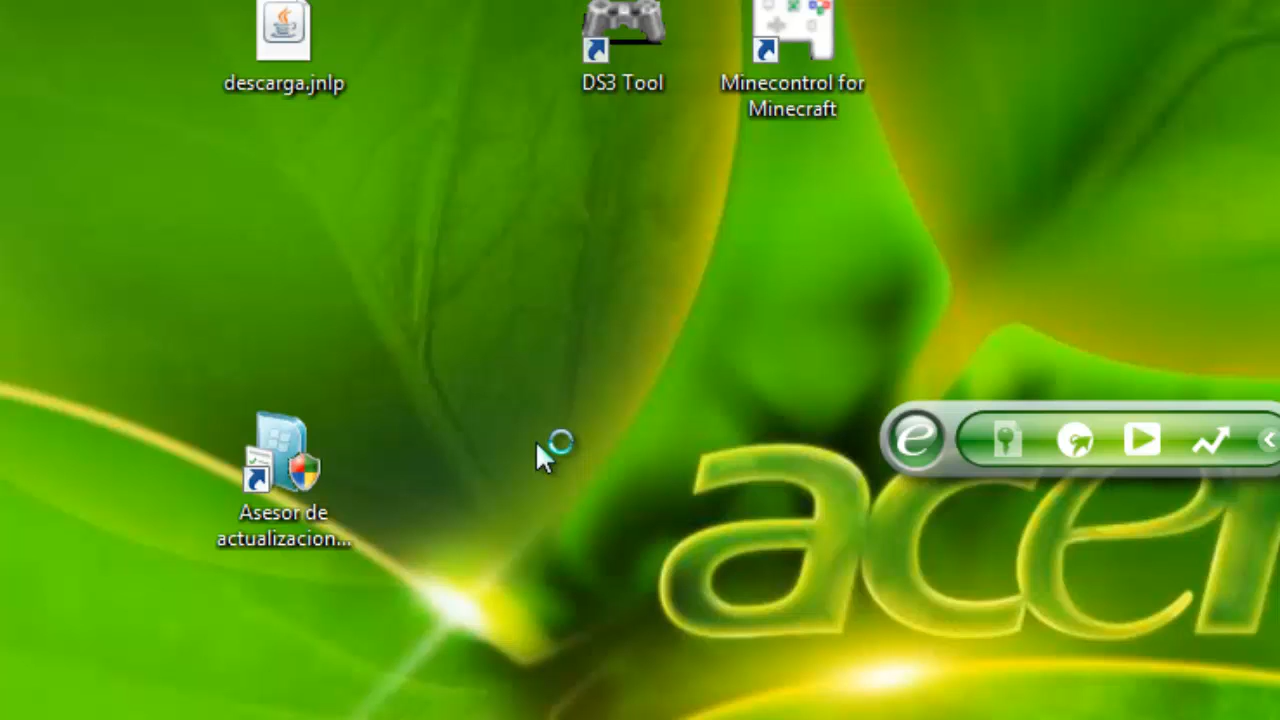 descarga.jnlp
DS3 Tool
Minecontrol for
Minecraft
Asesor de
actualizacion...
e
acer